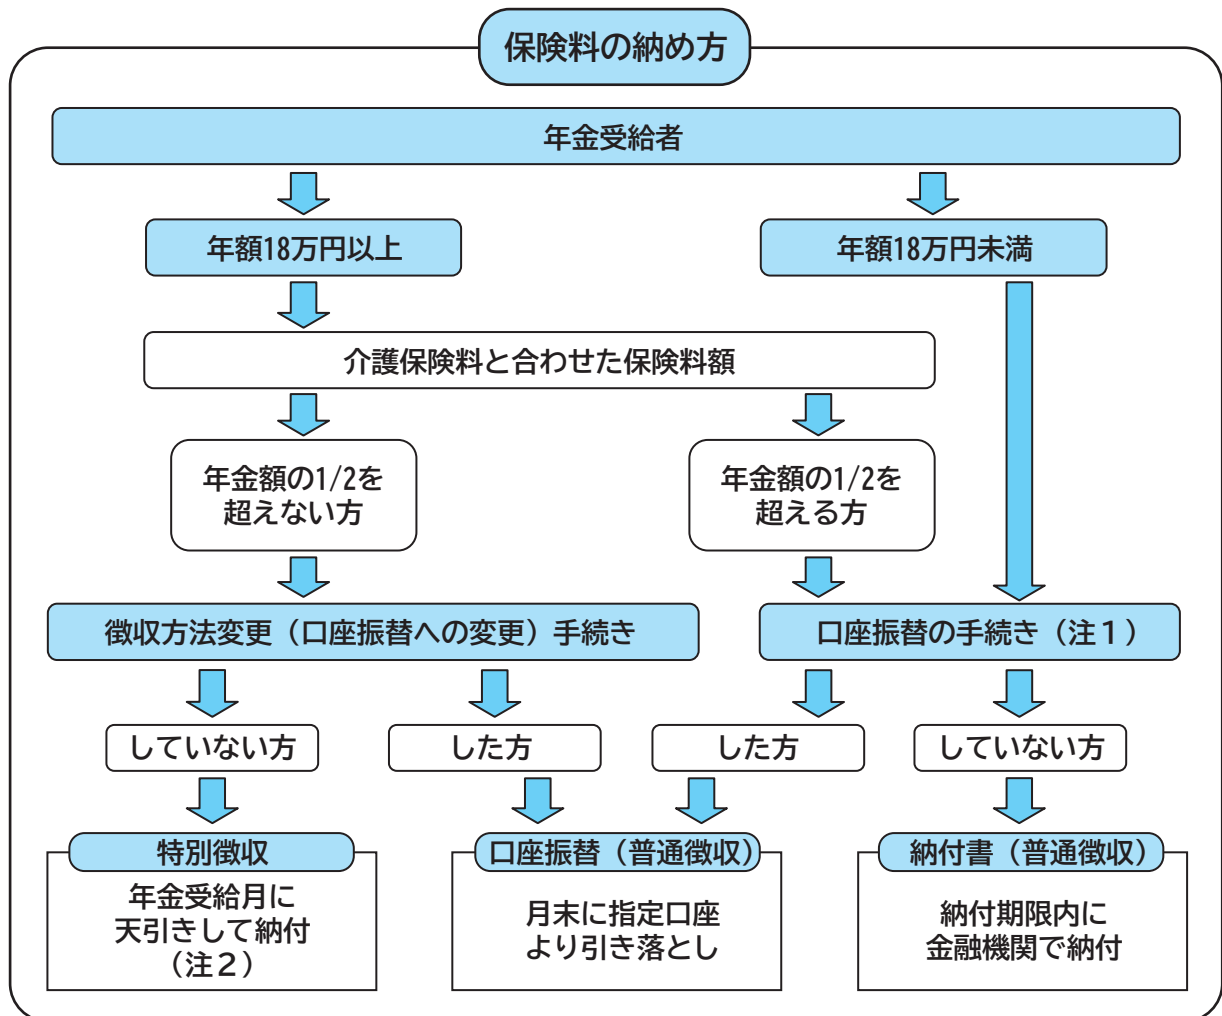 保険料の納め方
年金受給者
年額18万円以上
年額18万円未満
介護保険料と合わせた保険料額
年金額の1/2を
超えない方
年金額の1/2を
超える方
徴収方法変更（口座振替への変更）手続き
口座振替の手続き（注１）
していない方
した方
した方
していない方
特別徴収
年金受給月に
天引きして納付
（注２）
口座振替（普通徴収）
月末に指定口座
より引き落とし
納付書（普通徴収）
納付期限内に
金融機関で納付